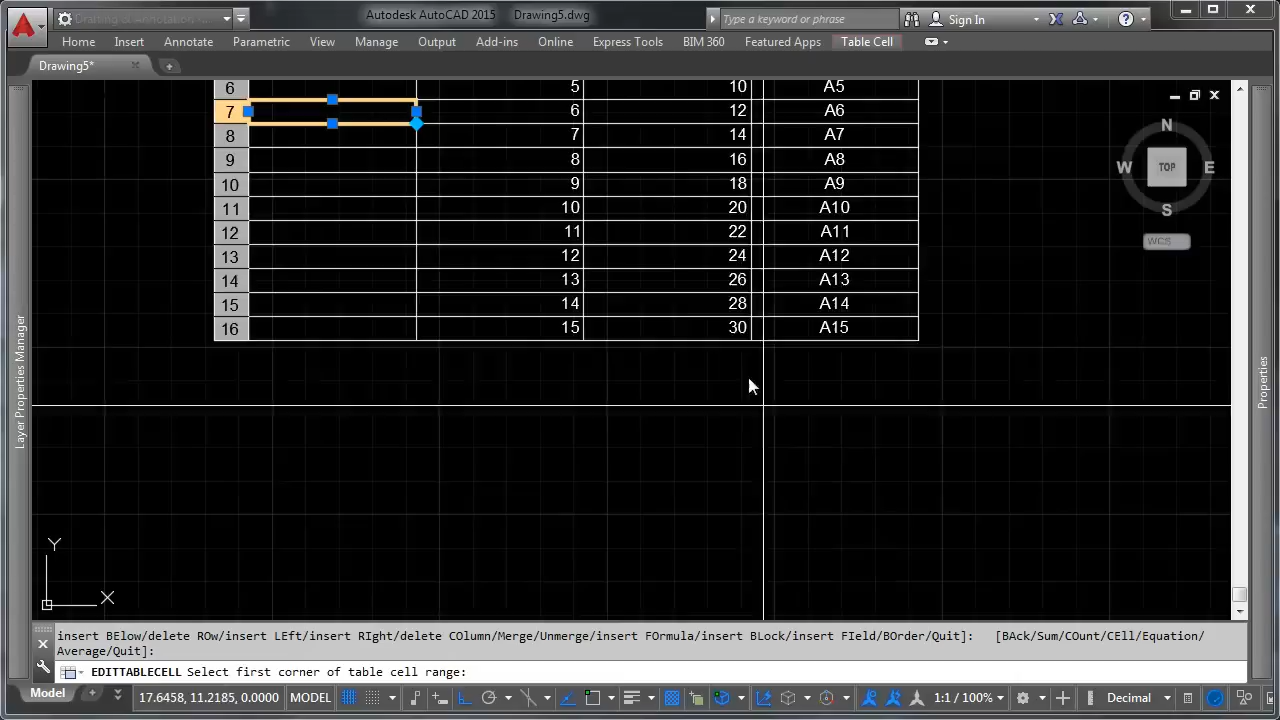 Drafting & Annotation
Autodesk AutoCAD 2015 Drawing5.dwg
Type a keyword or phrase
Sign In
Home Insert Annotate Parametric View Manage Output Add-ins Online Express Tools BIM 360 Featured Apps Table Cell
Drawing5*
6 5 10 A5
7 6 12 A6
8 7 14 A7
9 8 16 A8
10 9 18 A9
11 10 20 A10
12 11 22 A11
13 12 24 A12
14 13 26 A13
15 14 28 A14
16 15 30 A15
N
W TOP E
S
WCS
Layer Properties Manager
Properties
Y
X
insert BElow/delete ROw/insert LEft/insert RIght/delete COlumn/Merge/Unmerge/insert FOrmula/insert BLock/insert FIeld/BOrder/Quit]: [BAck/Sum/COunt/CEll/Equation/
Average/Quit]:
EDITTABLECELL Select first corner of table cell range:
Model
17.6458, 11.2185, 0.0000 MODEL 1:1 / 100% Decimal